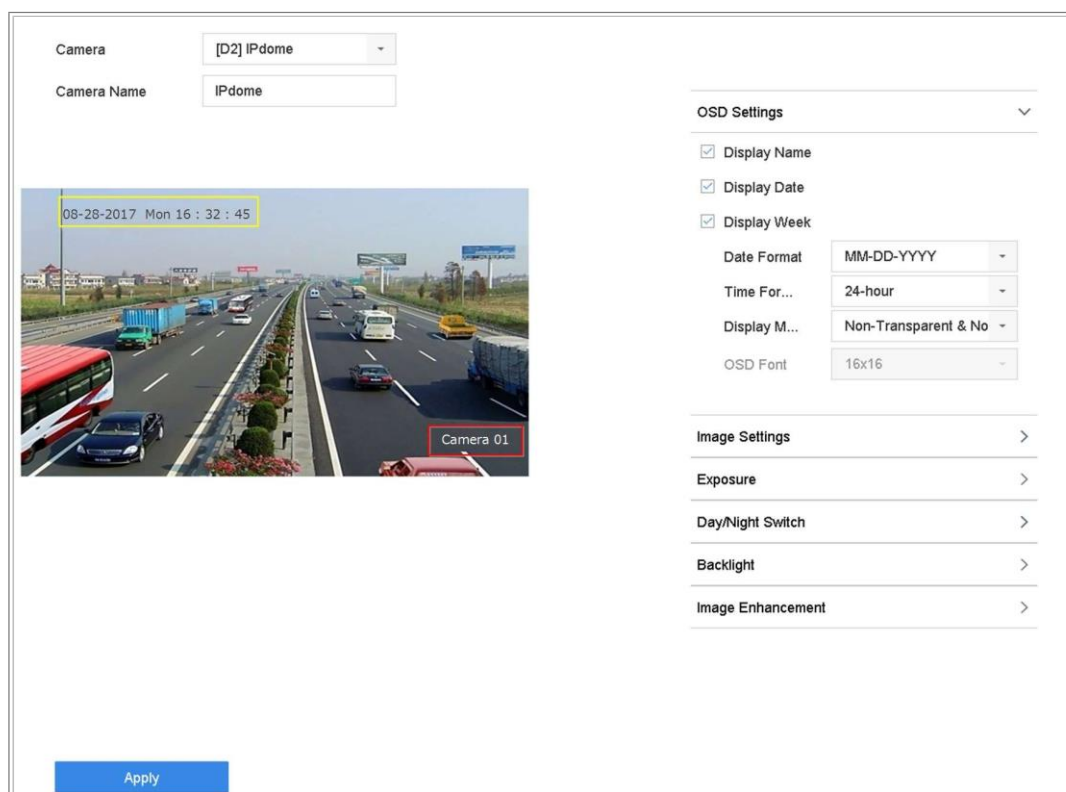 Camera
[D2] IPdome
Camera Name
IPdome
08-28-2017 Mon 16 : 32 : 45
Camera 01
OSD Settings
Display Name
Display Date
Display Week
Date Format
MM-DD-YYYY
Time For...
24-hour
Display M...
Non-Transparent & No
OSD Font
16x16
Image Settings
Exposure
Day/Night Switch
Backlight
Image Enhancement
Apply